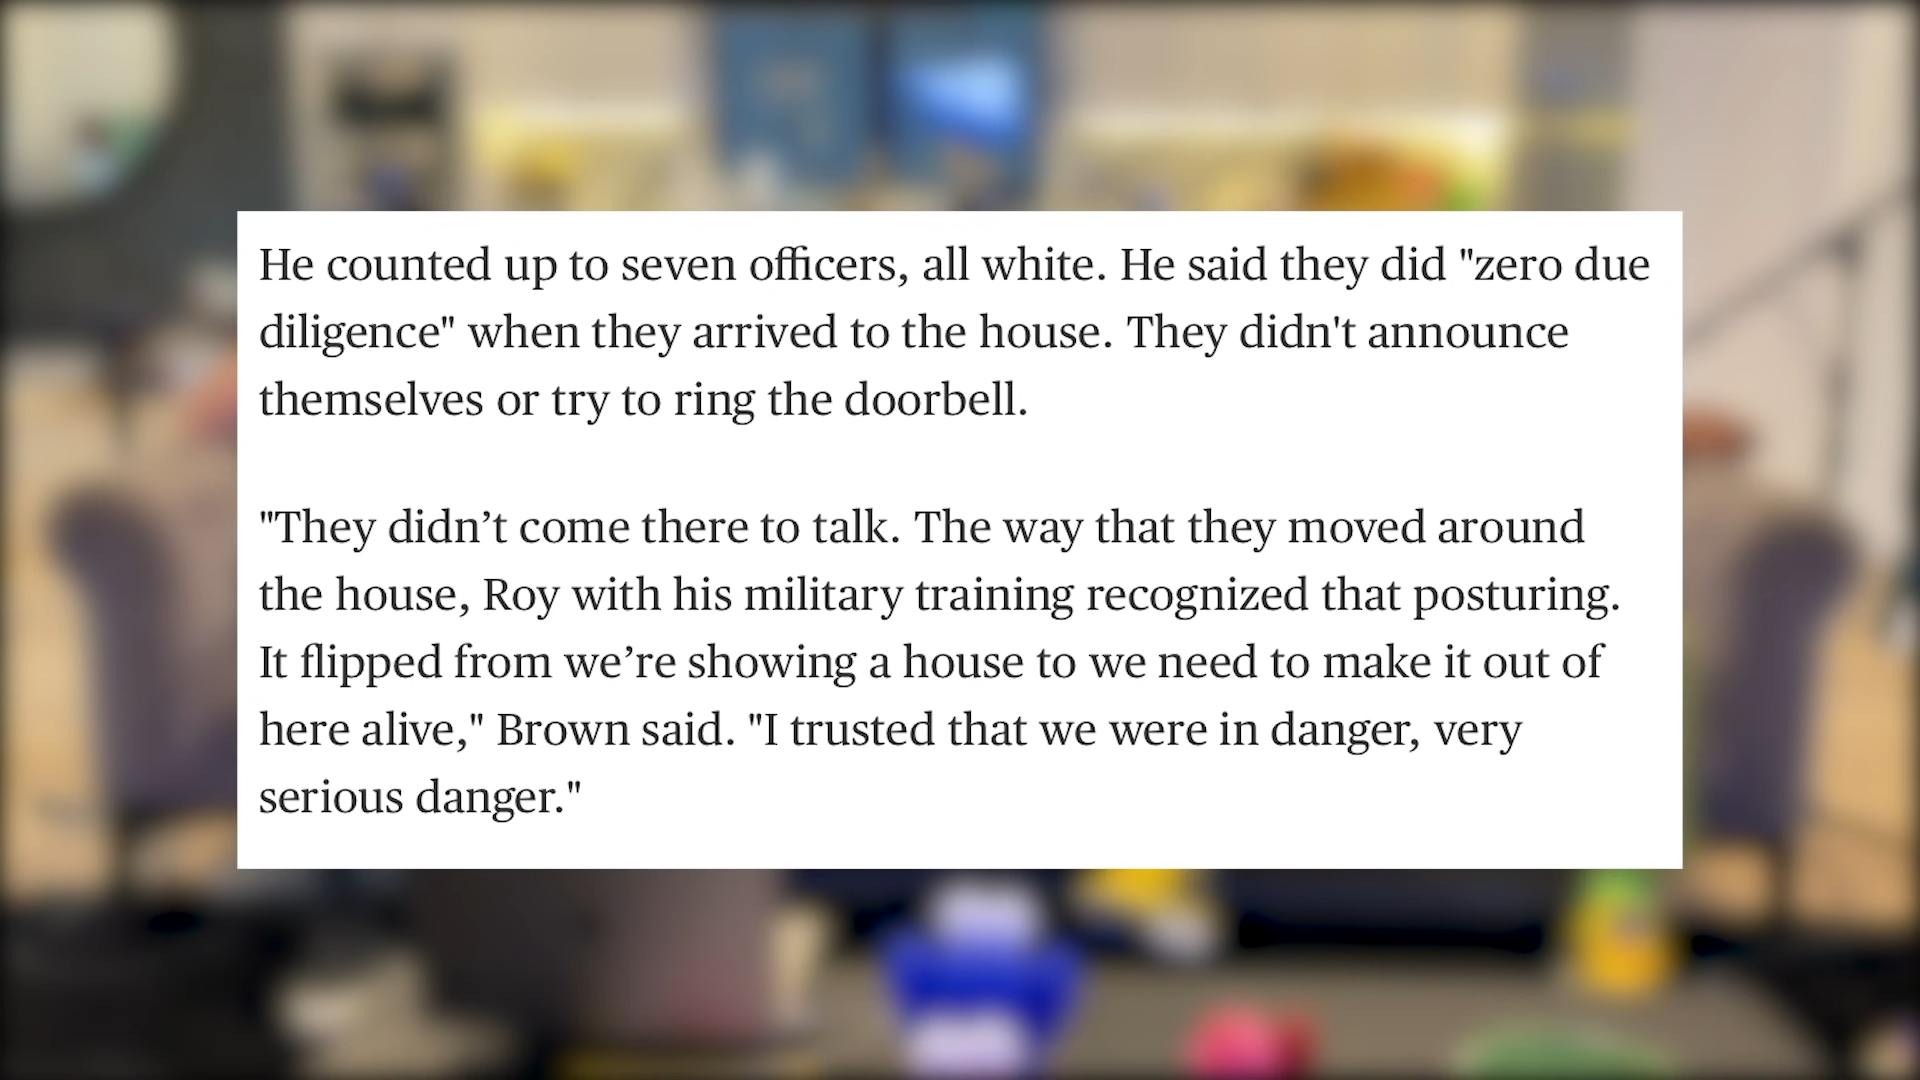 He counted up to seven officers, all white. He said they did "zero due
diligence" when they arrived to the house. They didn't announce
themselves or try to ring the doorbell.
"They didn’t come there to talk. The way that they moved around
the house, Roy with his military training recognized that posturing.
It flipped from we’re showing a house to we need to make it out of
here alive," Brown said. "I trusted that we were in danger, very
serious danger."